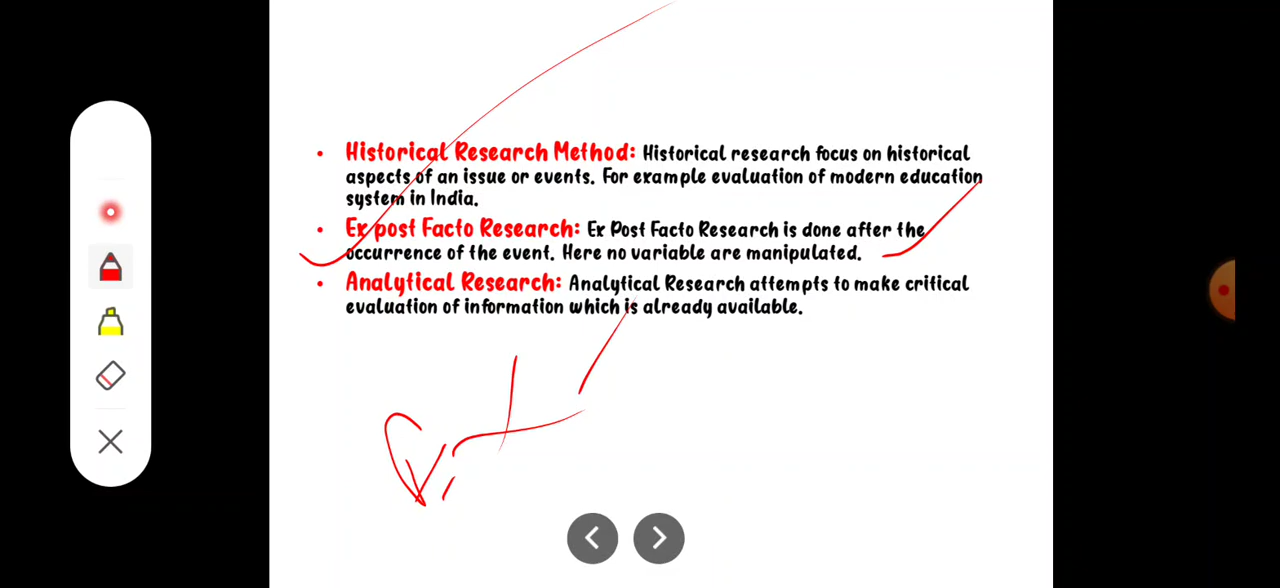 • Historical Research Method: Historical research focus on historical
aspects of an issue or events. For example evaluation of modern education
system in India.
• Ex post Facto Research: Ex Post Facto Research is done after the
occurrence of the event. Here no variable are manipulated.
• Analytical Research: Analytical Research attempts to make critical
evaluation of information which is already available.